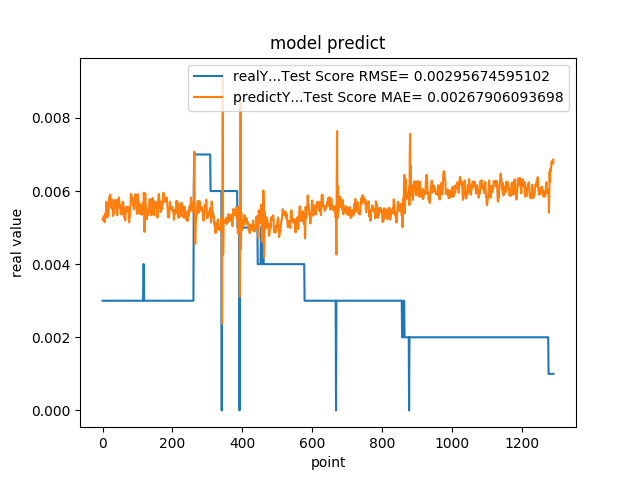 model predict
realY...Test Score RMSE= 0.00295674595102
predictY...Test Score MAE= 0.00267906093698
0.008
0.006
0.004
0.002
0.000
real value
0 200 400 600 800 1000 1200
point